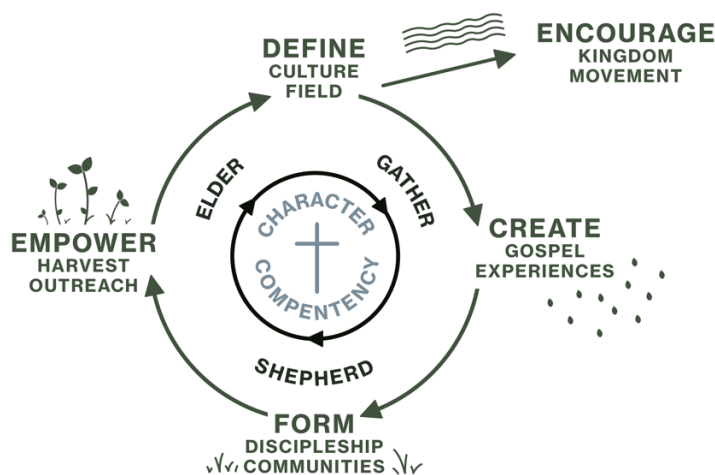 DEFINE
CULTURE
FIELD
ENCOURAGE
KINGDOM
MOVEMENT
ELDER
GATHER
CHARACTER
COMPENTENCY
EMPOWER
HARVEST
OUTREACH
CREATE
GOSPEL
EXPERIENCES
SHEPHERD
FORM
DISCIPLESHIP
COMMUNITIES